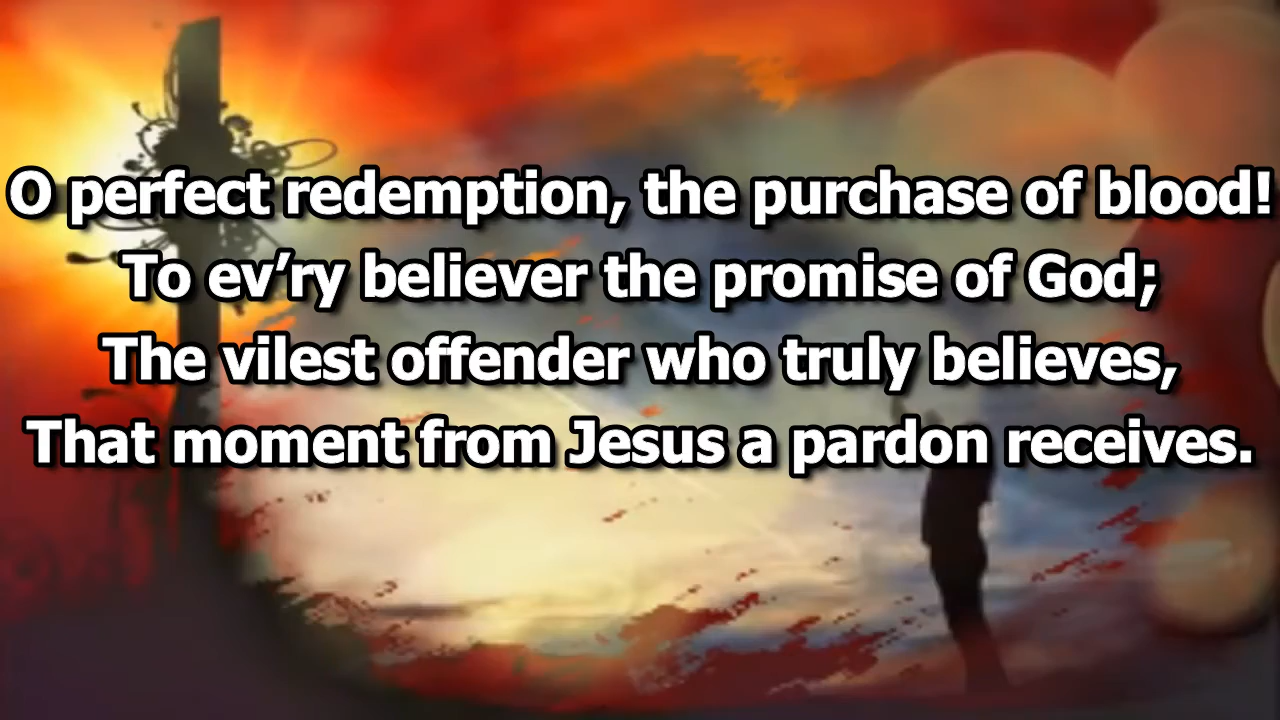 O perfect redemption, the purchase of blood!
To ev’ry believer the promise of God;
The vilest offender who truly believes,
That moment from Jesus a pardon receives.